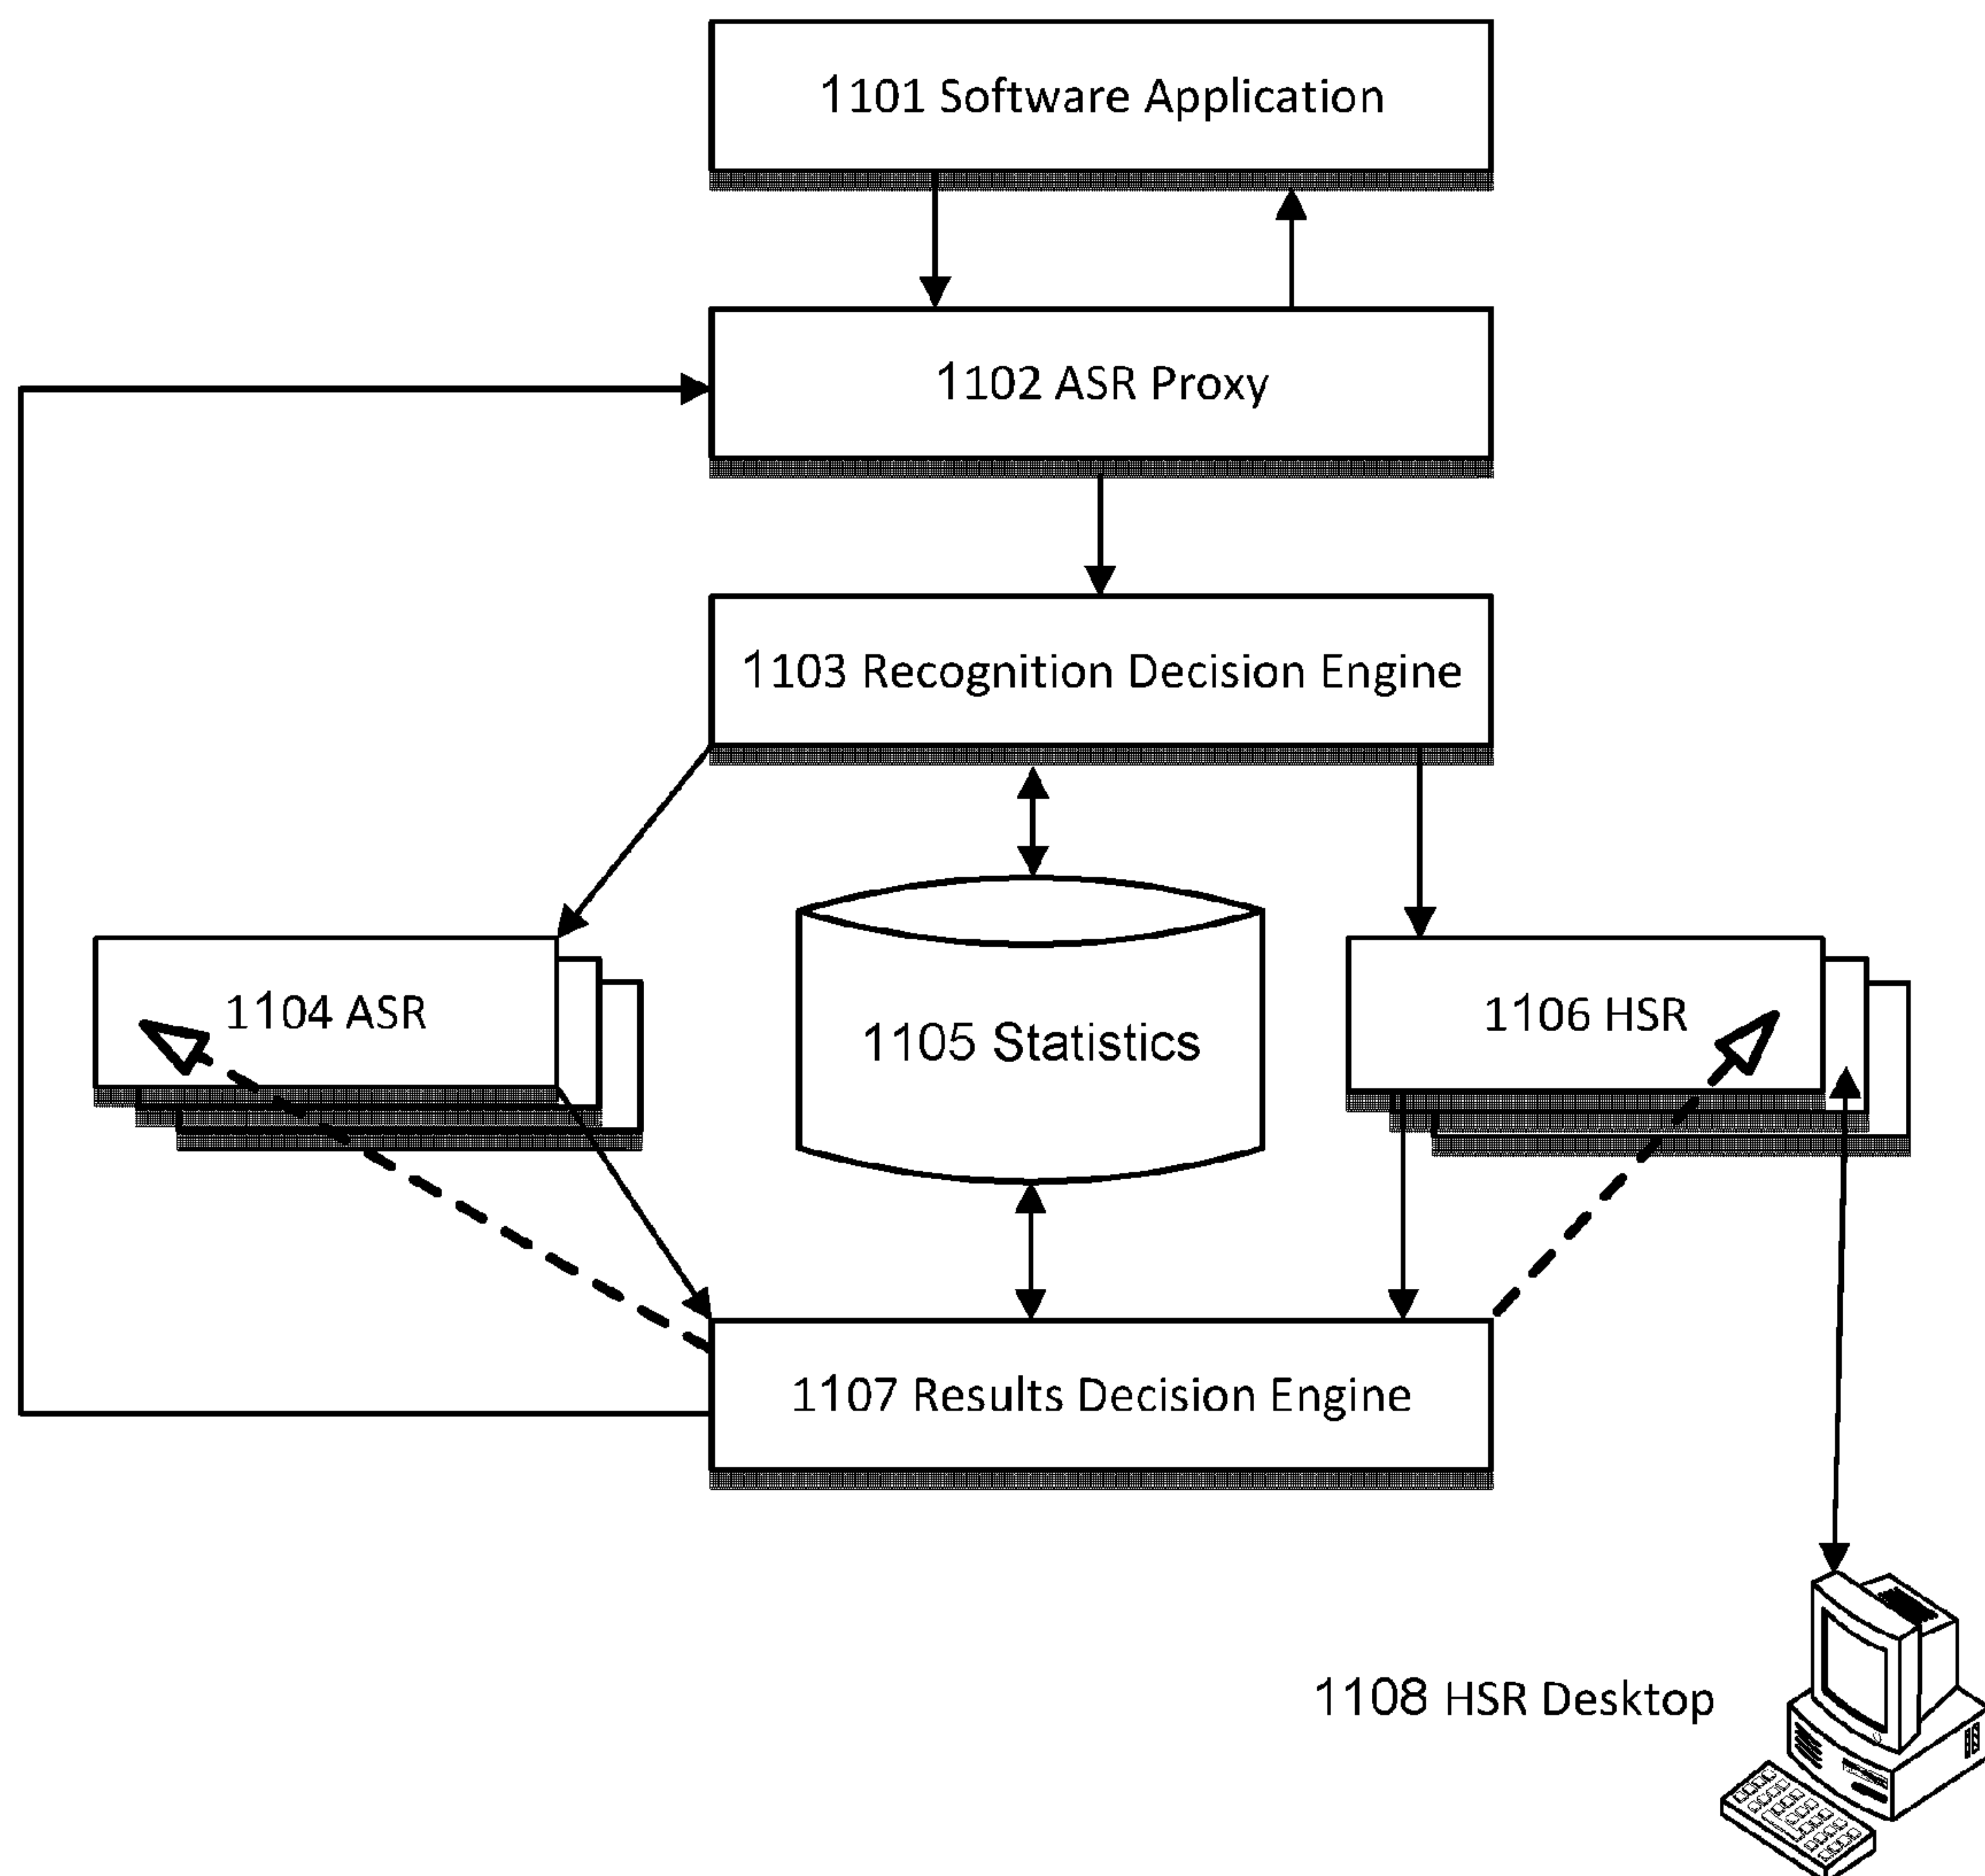 1101 Software Application
1102 ASR Proxy
1103 Recognition Decision Engine
1104 ASR
1105 Statistics
1106 HSR
1107 Results Decision Engine
1108 HSR Desktop